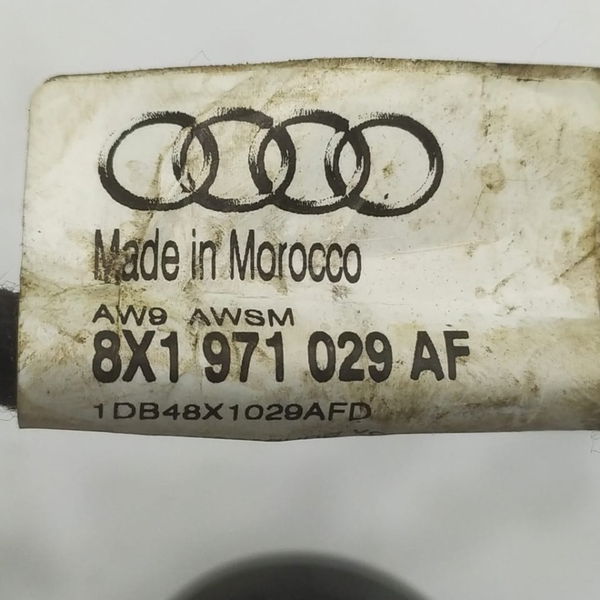 Made in Morocco
AW9 AWSM
8X1 971 029 AF
1DB48X1029AFD